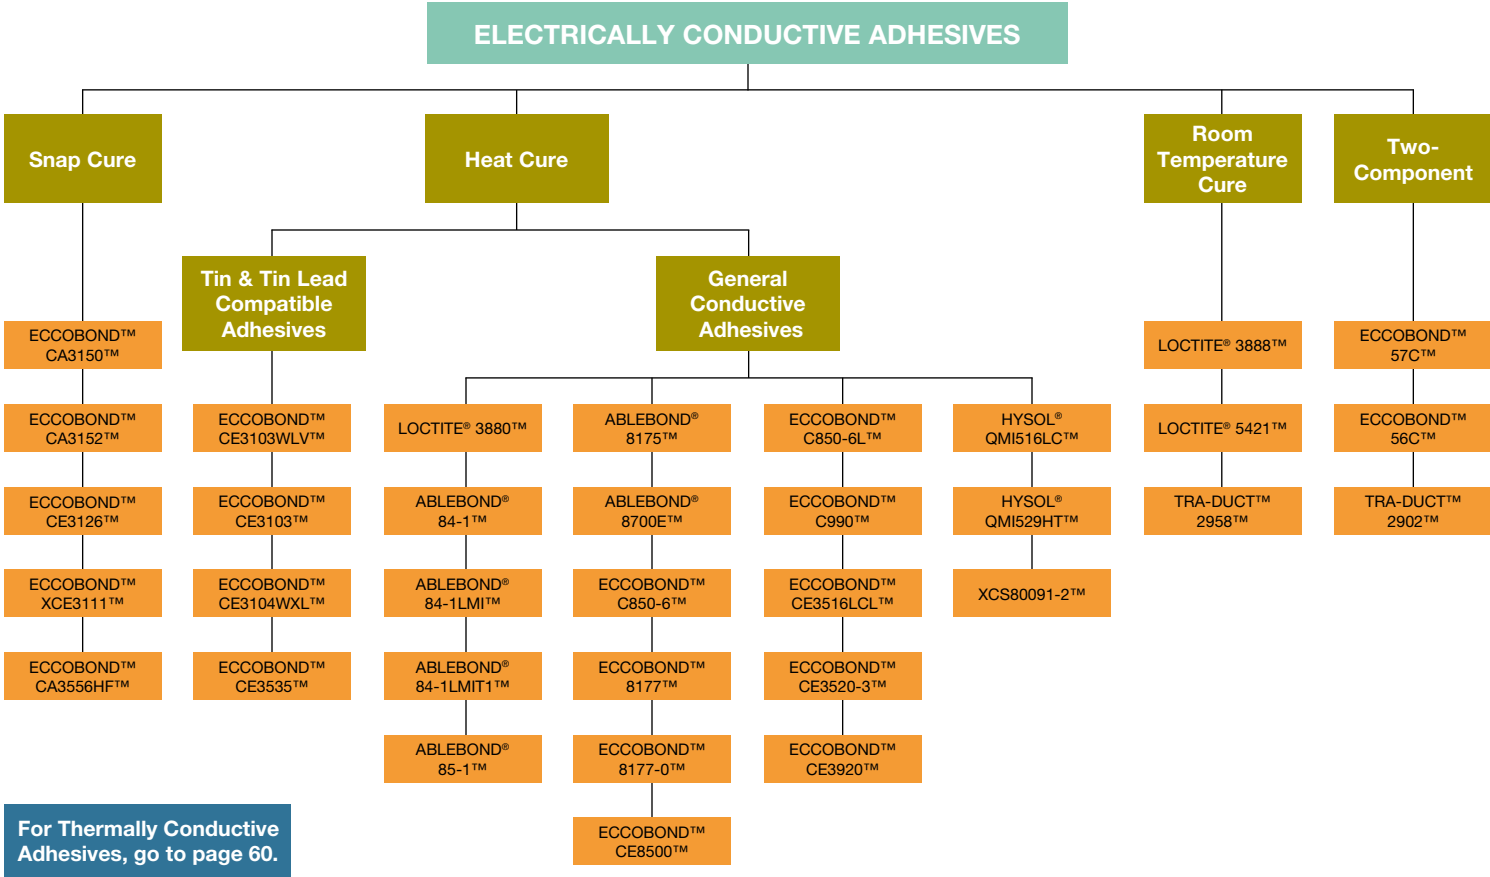 ELECTRICALLY CONDUCTIVE ADHESIVES
Snap Cure
Heat Cure
Room
Temperature
Cure
Two-
Component
Tin & Tin Lead
Compatible
Adhesives
General
Conductive
Adhesives
ECCOBOND™
CA3150™
ECCOBOND™
CA3152™
ECCOBOND™
CE3126™
ECCOBOND™
XCE3111™
ECCOBOND™
CA3556HF™
ECCOBOND™
CE3103WLV™
ECCOBOND™
CE3103™
ECCOBOND™
CE3104WXL™
ECCOBOND™
CE3535™
LOCTITE® 3880™
ABLEBOND®
84-1™
ABLEBOND®
84-1LMI™
ABLEBOND®
84-1LMIT1™
ABLEBOND®
85-1™
ABLEBOND®
8175™
ABLEBOND®
8700E™
ECCOBOND™
C850-6™
ECCOBOND™
8177™
ECCOBOND™
8177-0™
ECCOBOND™
CE8500™
ECCOBOND™
C850-6L™
ECCOBOND™
C990™
ECCOBOND™
CE3516LCL™
ECCOBOND™
CE3520-3™
ECCOBOND™
CE3920™
HYSOL®
QMI516LC™
HYSOL®
QMI529HT™
XCS80091-2™
LOCTITE® 3888™
LOCTITE® 5421™
TRA-DUCT™
2958™
ECCOBOND™
57C™
ECCOBOND™
56C™
TRA-DUCT™
2902™
For Thermally Conductive
Adhesives, go to page 60.